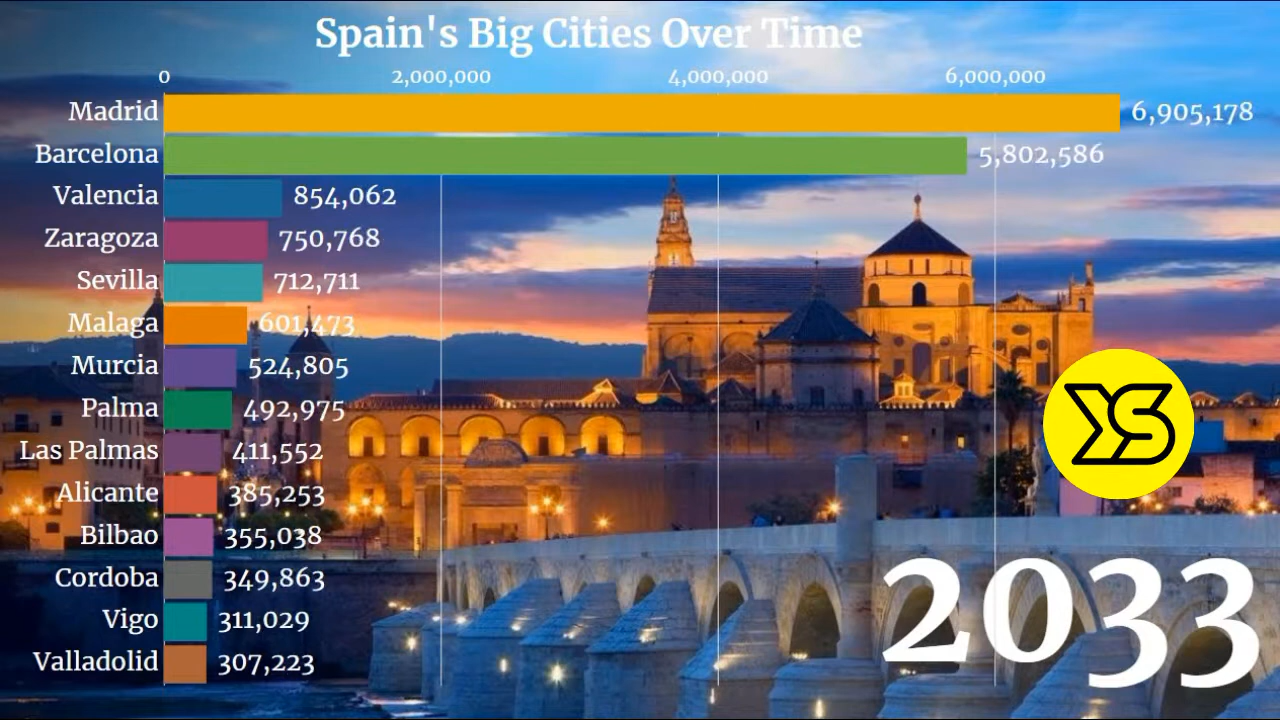 Spain's Big Cities Over Time
0 2,000,000 4,000,000 6,000,000
Madrid 6,905,178
Barcelona 5,802,586
Valencia 854,062
Zaragoza 750,768
Sevilla 712,711
Malaga 601,473
Murcia 524,805
Palma 492,975
Las Palmas 411,552
Alicante 385,253
Bilbao 355,038
Cordoba 349,863
Vigo 311,029
Valladolid 307,223
YS
2033